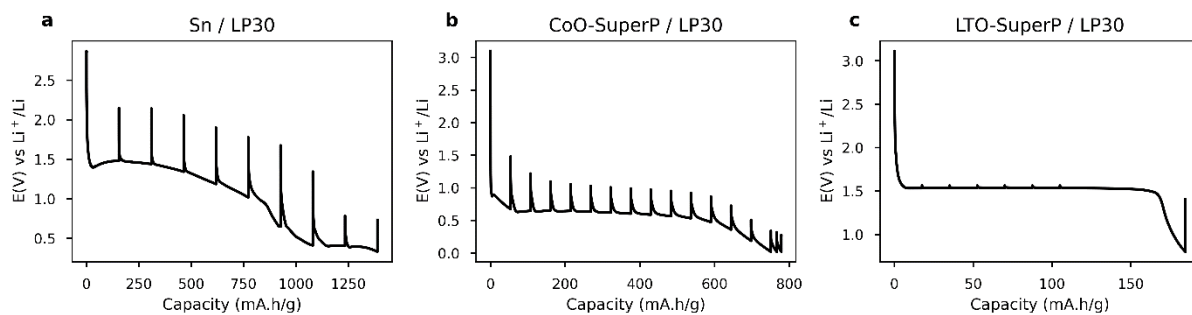 a
Sn / LP30
E(V) vs Li⁺/Li
2.5
2.0
1.5
1.0
0.5
0 250 500 750 1000 1250
Capacity (mA.h/g)
b
CoO-SuperP / LP30
E(V) vs Li⁺/Li
3.0
2.5
2.0
1.5
1.0
0.5
0.0
0 200 400 600 800
Capacity (mA.h/g)
c
LTO-SuperP / LP30
E(V) vs Li⁺/Li
3.0
2.5
2.0
1.5
1.0
0 50 100 150
Capacity (mA.h/g)